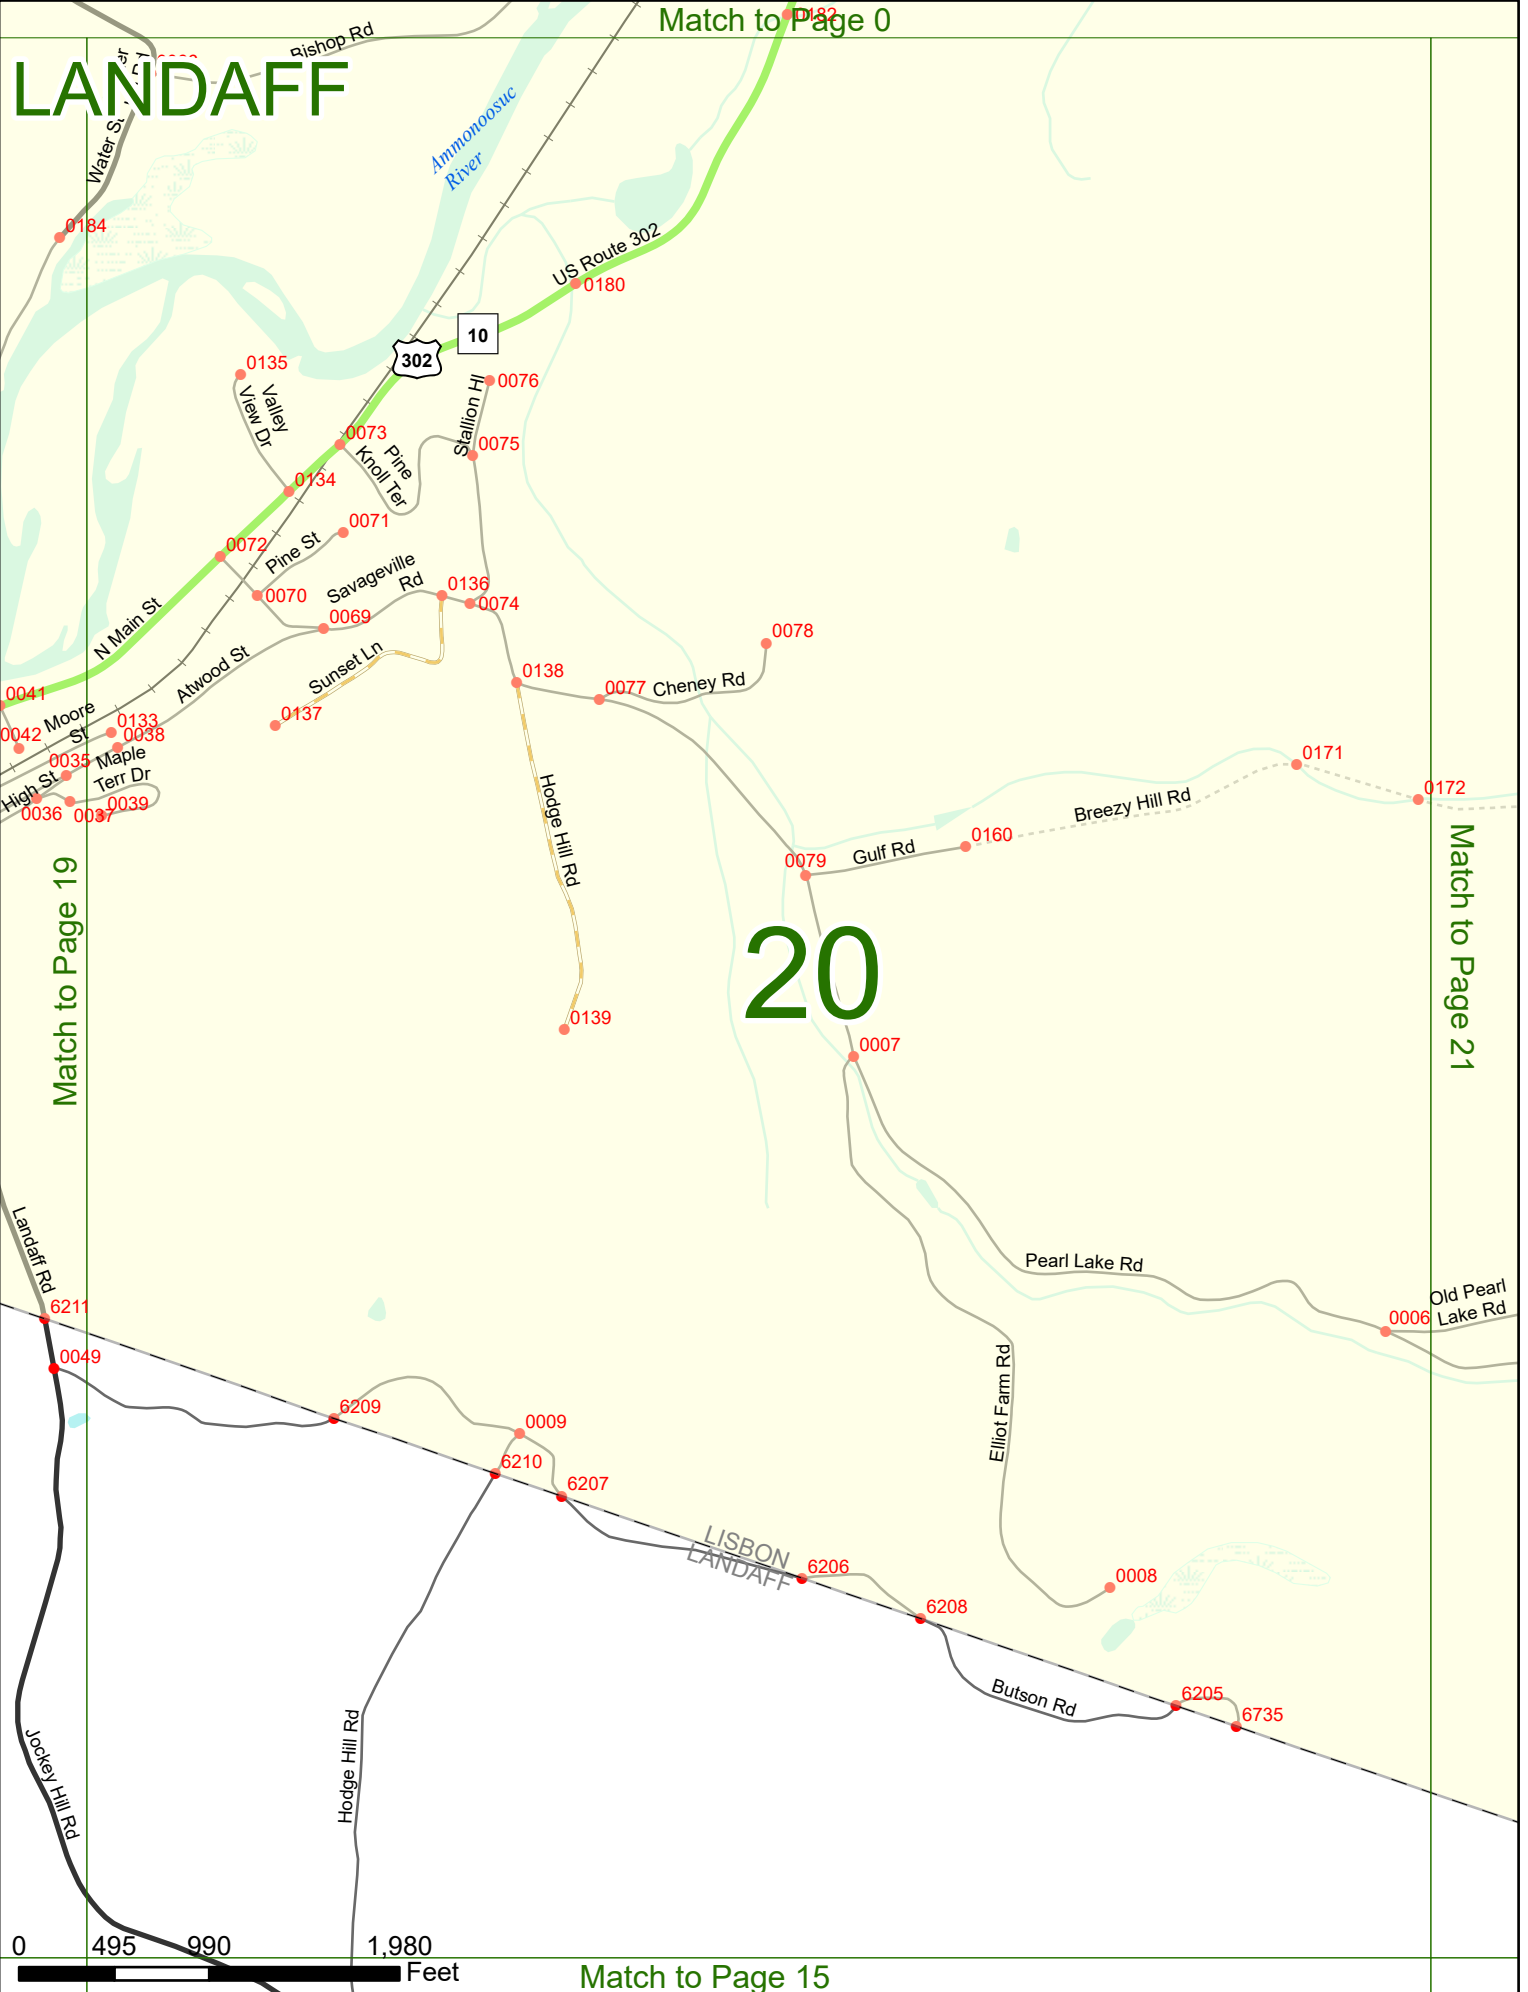 Match to Page 0
0182
Bishop Rd
LANDAFF
Ammonoosuc
River
0184
US Route 302
0180
10
302
0135
Valley
View Dr
0076
Stallion Hl
0073
Pine
Knoll Ter
0075
0134
0071
0072
Pine St
Savageville
Rd
0070
0136
0074
0069
N Main St
0078
Atwood St
Sunset Ln
0138
0077
Cheney Rd
0041
Moore
St
0137
0133
0042
0038
Maple
Terr Dr
0035
High St
0036
0037
0039
Hodge Hill Rd
0171
0172
Breezy Hill Rd
0160
Gulf Rd
0079
Match to Page 19
Match to Page 21
20
0139
0007
Landaff Rd
Pearl Lake Rd
Old Pearl
Lake Rd
0006
6211
0049
Elliot Farm Rd
6209
0009
6210
6207
LISBON
LANDAFF
6206
0008
6208
Butson Rd
6205
6735
Hodge Hill Rd
Jockey Hill Rd
0
495
990
1,980
Feet
Match to Page 15